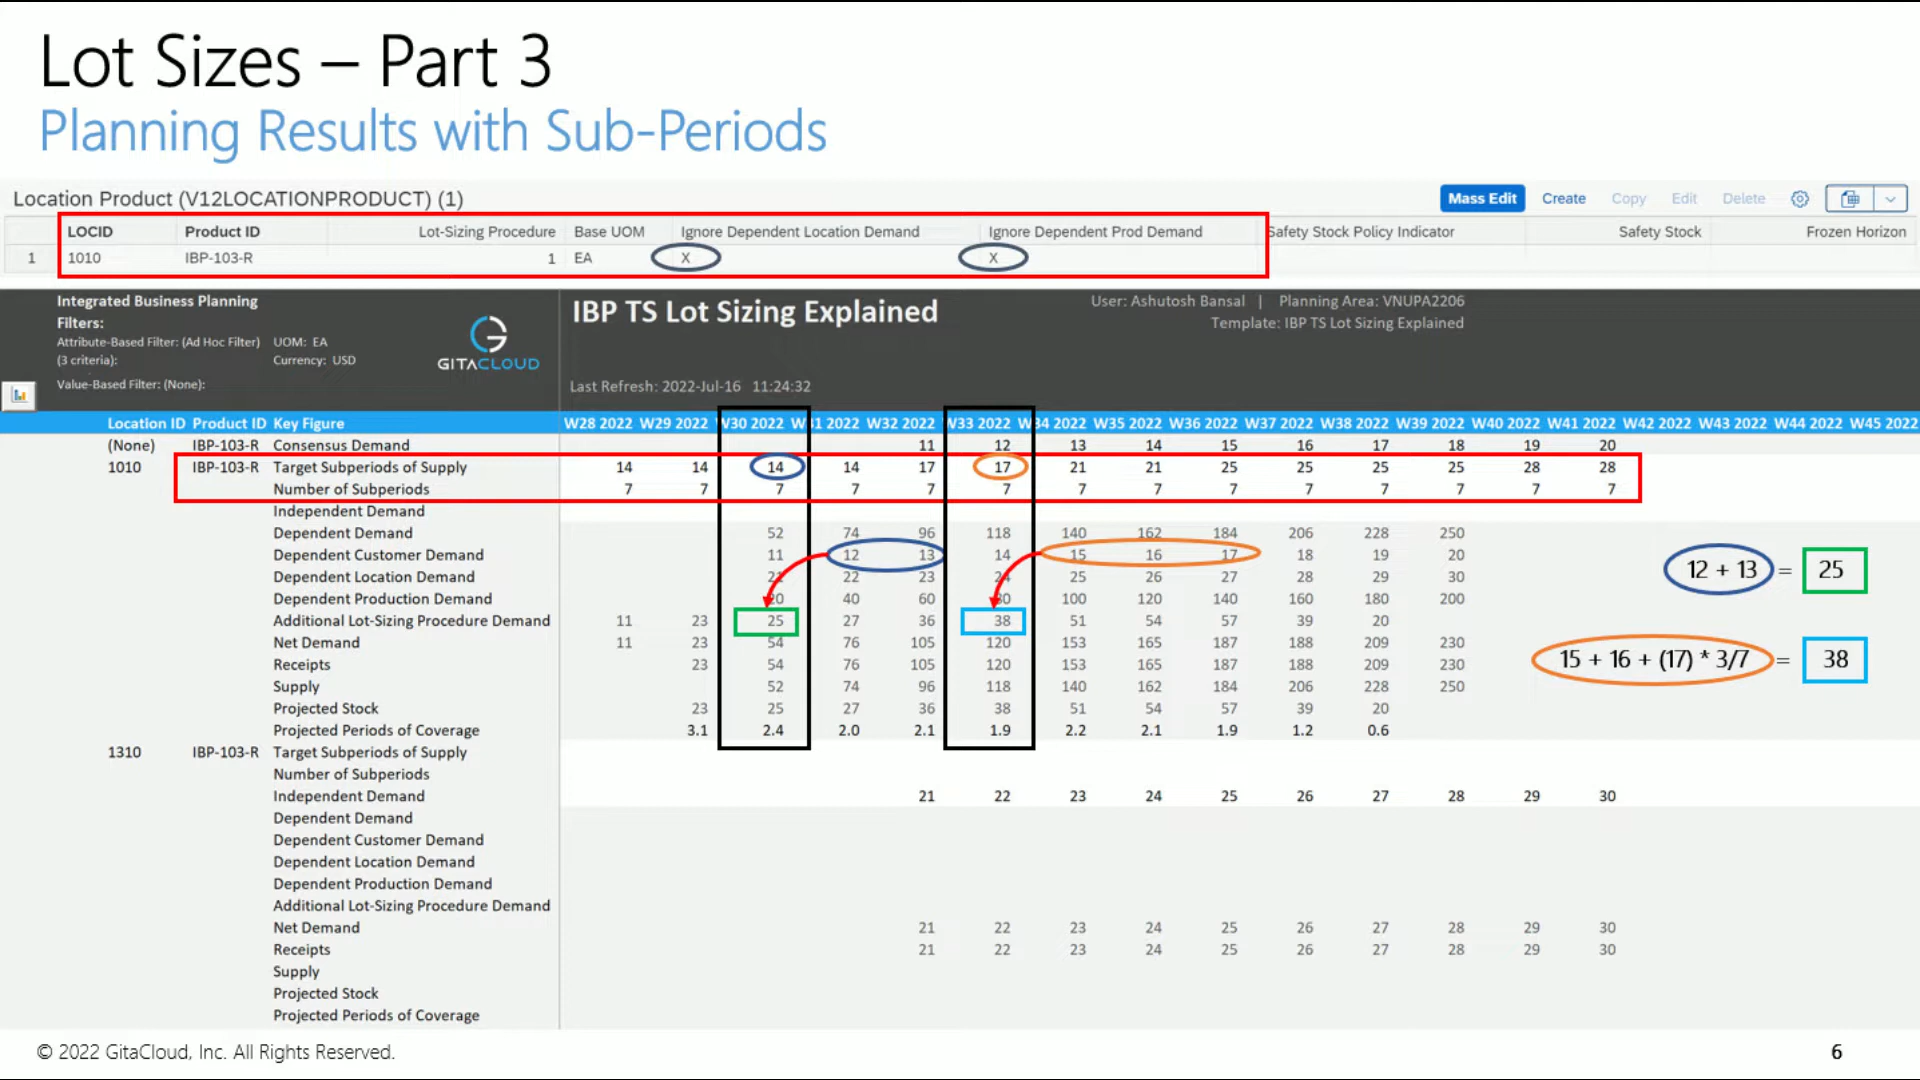 Lot Sizes – Part 3
Planning Results with Sub-Periods
Location Product (V12LOCATIONPRODUCT) (1)
Mass Edit Create Copy Edit Delete
LOCID Product ID Lot-Sizing Procedure Base UOM Ignore Dependent Location Demand Ignore Dependent Prod Demand Safety Stock Policy Indicator Safety Stock Frozen Horizon
1 1010 IBP-103-R 1 EA X X
Integrated Business Planning
Filters:
Attribute-Based Filter: (Ad Hoc Filter) UOM: EA
(3 criteria): Currency: USD
Value-Based Filter: (None):
GITACLOUD
IBP TS Lot Sizing Explained
User: Ashutosh Bansal | Planning Area: VNUPA2206
Template: IBP TS Lot Sizing Explained
Last Refresh: 2022-Jul-16 11:24:32
Location ID Product ID Key Figure W28 2022 W29 2022 W30 2022 W31 2022 W32 2022 W33 2022 W34 2022 W35 2022 W36 2022 W37 2022 W38 2022 W39 2022 W40 2022 W41 2022 W42 2022 W43 2022 W44 2022 W45 2022
(None) IBP-103-R Consensus Demand 11 12 13 14 15 16 17 18 19 20
1010 IBP-103-R Target Subperiods of Supply 14 14 14 14 17 17 21 21 25 25 25 25 28 28
Number of Subperiods 7 7 7 7 7 7 7 7 7 7 7 7 7 7
Independent Demand
Dependent Demand 52 74 96 118 140 162 184 206 228 250
Dependent Customer Demand 11 12 13 14 15 16 17 18 19 20
Dependent Location Demand 21 22 23 24 25 26 27 28 29 30
Dependent Production Demand 20 40 60 80 100 120 140 160 180 200
Additional Lot-Sizing Procedure Demand 11 23 25 27 36 38 51 54 57 39 20
Net Demand 11 23 54 76 105 120 153 165 187 188 209 230
Receipts 23 54 76 105 120 153 165 187 188 209 230
Supply 52 74 96 118 140 162 184 206 228 250
Projected Stock 23 25 27 36 38 51 54 57 39 20
Projected Periods of Coverage 3.1 2.4 2.0 2.1 1.9 2.2 2.1 1.9 1.2 0.6
12 + 13 = 25
15 + 16 + (17) * 3/7 = 38
1310 IBP-103-R Target Subperiods of Supply
Number of Subperiods
Independent Demand 21 22 23 24 25 26 27 28 29 30
Dependent Demand
Dependent Customer Demand
Dependent Location Demand
Dependent Production Demand
Additional Lot-Sizing Procedure Demand
Net Demand 21 22 23 24 25 26 27 28 29 30
Receipts 21 22 23 24 25 26 27 28 29 30
Supply
Projected Stock
Projected Periods of Coverage
© 2022 GitaCloud, Inc. All Rights Reserved.
6